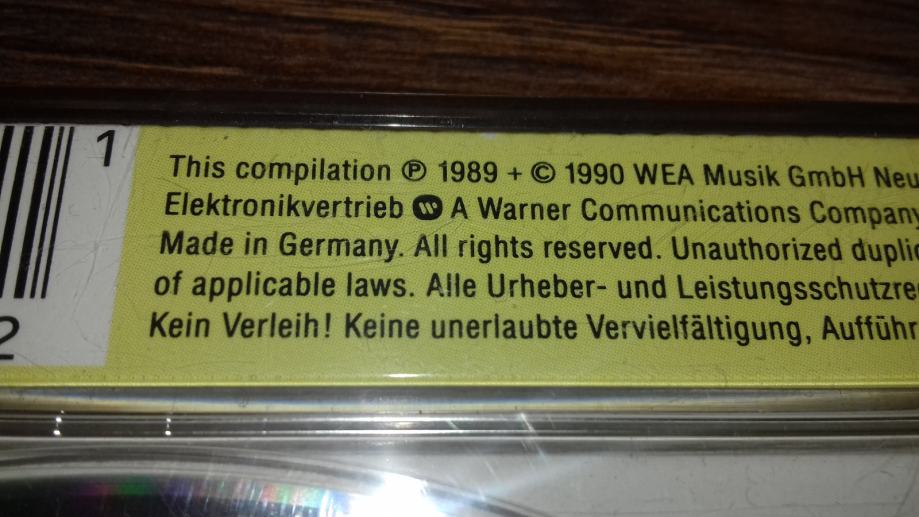 1
This compilation ℗ 1989 + © 1990 WEA Musik GmbH Neu
Elektronikvertrieb A Warner Communications Company
Made in Germany. All rights reserved. Unauthorized duplic
of applicable laws. Alle Urheber- und Leistungsschutzre
Kein Verleih! Keine unerlaubte Vervielfältigung, Aufführ
2